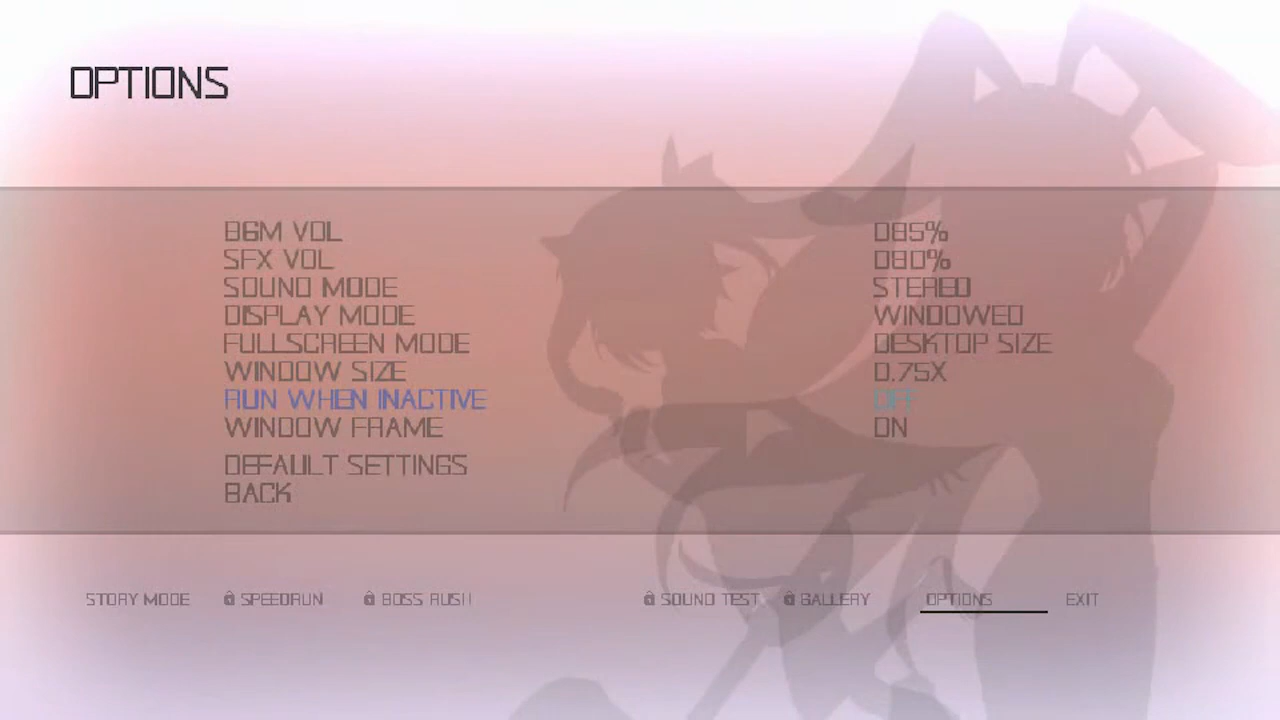 OPTIONS
BGM VOL 085%
SFX VOL 080%
SOUND MODE STEREO
DISPLAY MODE WINDOWED
FULLSCREEN MODE DESKTOP SIZE
WINDOW SIZE 0.75X
RUN WHEN INACTIVE OFF
WINDOW FRAME ON
DEFAULT SETTINGS
BACK
STORY MODE SPEEDRUN BOSS RUSH SOUND TEST GALLERY OPTIONS EXIT